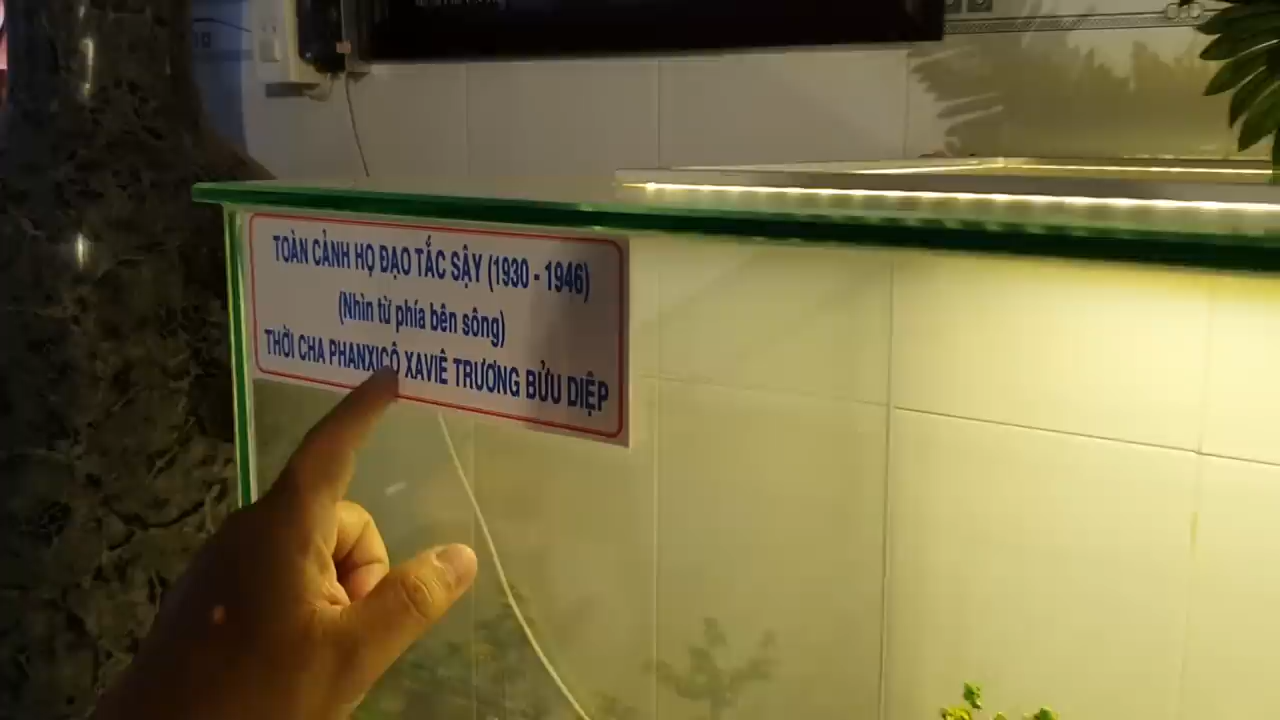 TOÀN CẢNH HỌ ĐẠO TẮC SẬY (1930 - 1946)
(Nhìn từ phía bên sông)
THỜI CHA PHANXICÔ XAVIÊ TRƯƠNG BỬU DIỆP